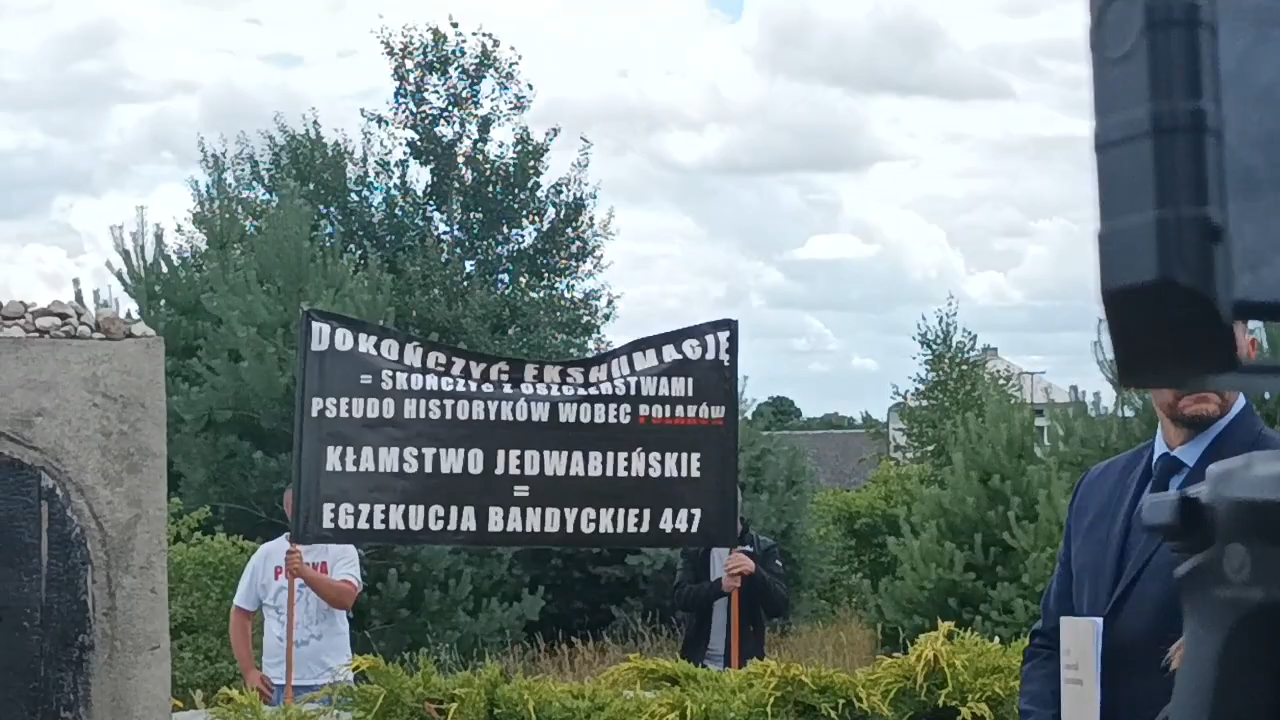 DOKOŃCZYĆ EKSHUMACJĘ
= SKOŃCZYĆ Z OSZCZERSTWAMI
PSEUDO HISTORYKÓW WOBEC POLAKÓW
KŁAMSTWO JEDWABIEŃSKIE
=
EGZEKUCJA BANDYCKIEJ 447